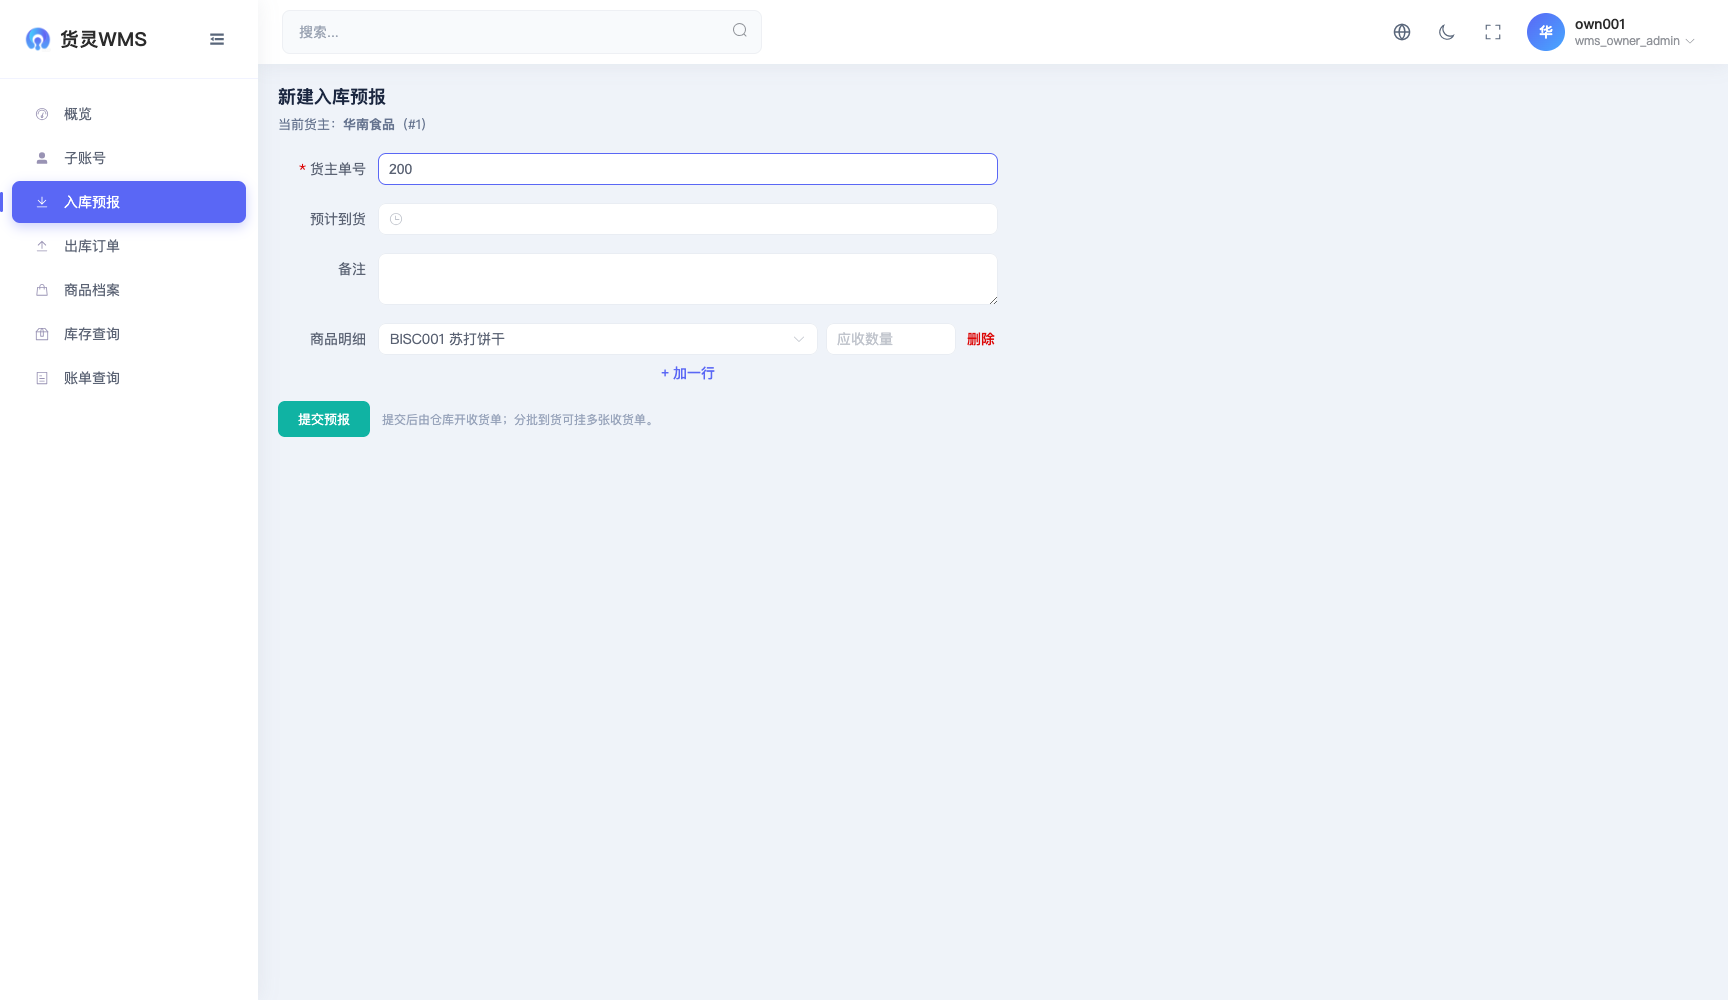 货灵WMS
搜索...
华
own001
wms_owner_admin
概览
子账号
入库预报
出库订单
商品档案
库存查询
账单查询
新建入库预报
当前货主：华南食品（#1）
* 货主单号 200
预计到货
备注
商品明细 BISC001 苏打饼干 应收数量 删除
+ 加一行
提交预报 提交后由仓库开收货单；分批到货可挂多张收货单。